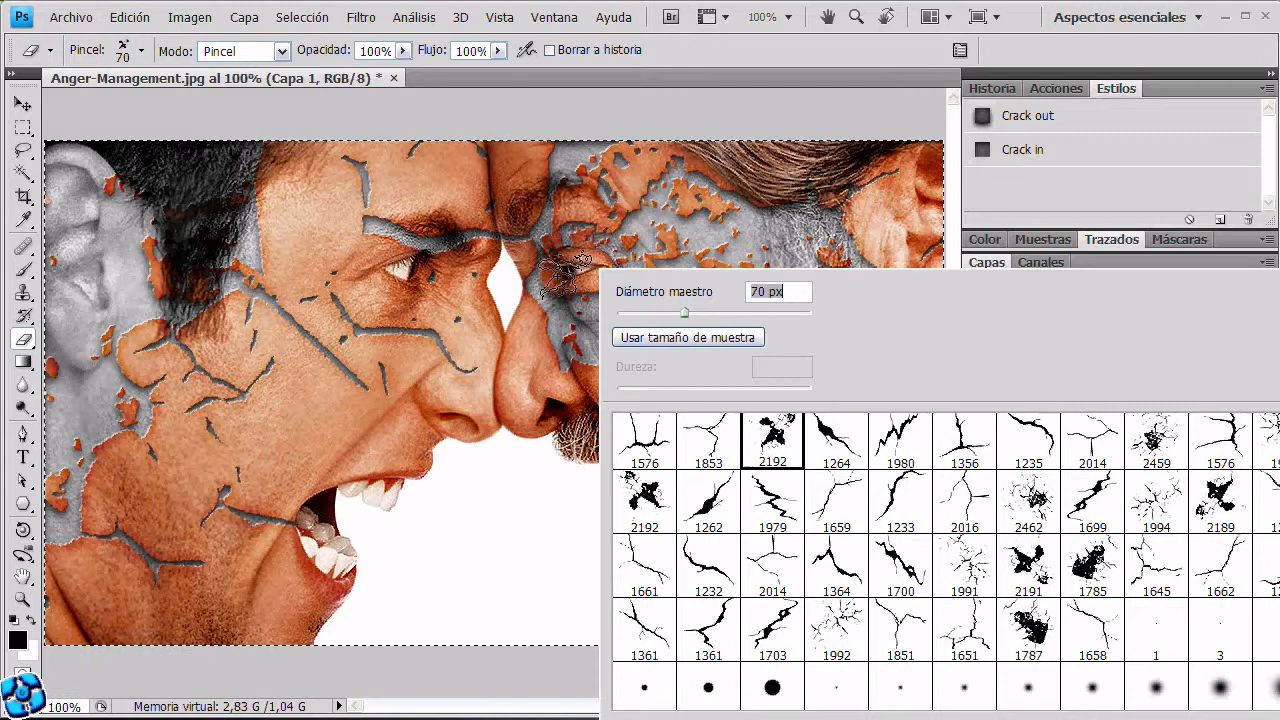 Ps Archivo Edición Imagen Capa Selección Filtro Análisis 3D Vista Ventana Ayuda Br 100% Aspectos esenciales
Pincel: 70 Modo: Pincel Opacidad: 100% Flujo: 100% Borrar a historia
Anger-Management.jpg al 100% (Capa 1, RGB/8) * Historia Acciones Estilos
Crack out
Crack in
Color Muestras Trazados Máscaras
Capas Canales
Diámetro maestro 70 px
Usar tamaño de muestra
Dureza:
1576 1853 2192 1264 1980 1356 1235 2014 2459 1576
2192 1262 1979 1659 1233 2016 2462 1699 1994 2189
1661 1232 2014 1364 1700 1991 2191 1785 1645 1662
1361 1361 1703 1992 1851 1651 1787 1658 1 3
100% Memoria virtual: 2,83 G /1,04 G